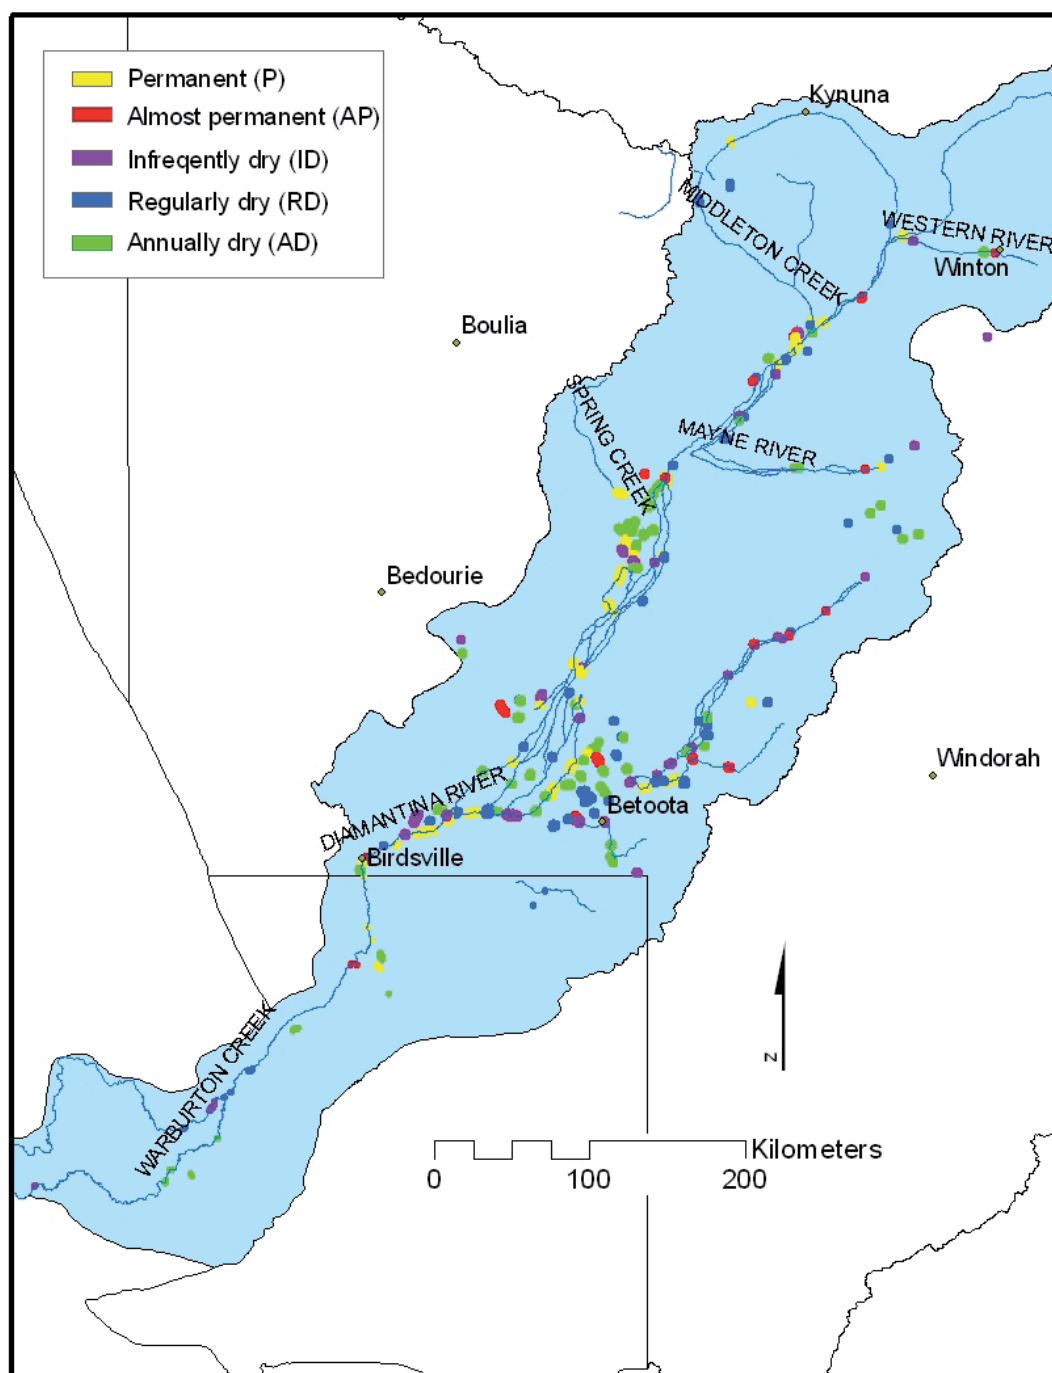 Permanent (P)
Almost permanent (AP)
Infreqently dry (ID)
Regularly dry (RD)
Annually dry (AD)
Kynuna
MIDDLETON CREEK
WESTERN RIVER
Winton
Boulia
SPRING CREEK
MAYNE RIVER
Bedourie
Windorah
DIAMANTINA RIVER
Betoota
Birdsville
WARBURTON CREEK
N
Kilometers
0 100 200